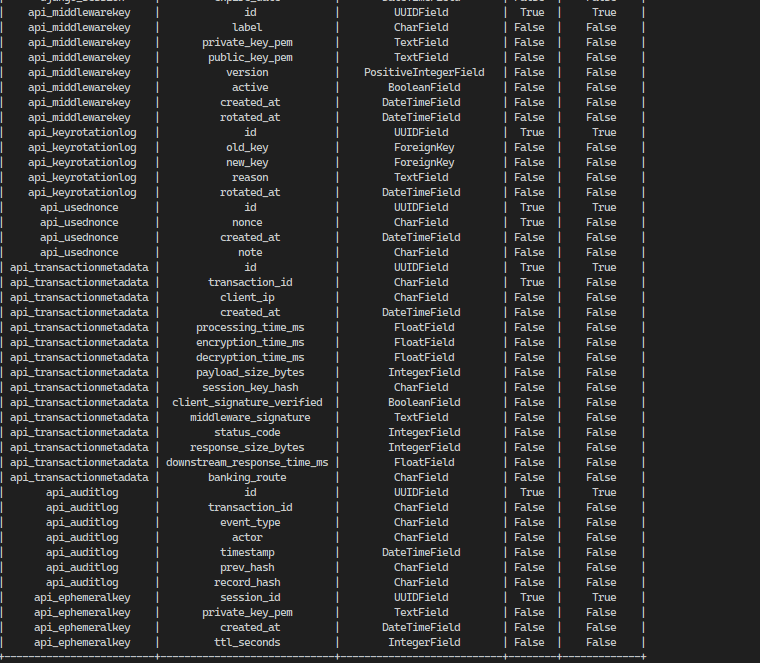 | api_middlewarekey | id | UUIDField | True | True |
| api_middlewarekey | label | CharField | False | False |
| api_middlewarekey | private_key_pem | TextField | False | False |
| api_middlewarekey | public_key_pem | TextField | False | False |
| api_middlewarekey | version | PositiveIntegerField | False | False |
| api_middlewarekey | active | BooleanField | False | False |
| api_middlewarekey | created_at | DateTimeField | False | False |
| api_middlewarekey | rotated_at | DateTimeField | False | False |
| api_keyrotationlog | id | UUIDField | True | True |
| api_keyrotationlog | old_key | ForeignKey | False | False |
| api_keyrotationlog | new_key | ForeignKey | False | False |
| api_keyrotationlog | reason | TextField | False | False |
| api_keyrotationlog | rotated_at | DateTimeField | False | False |
| api_usednonce | id | UUIDField | True | True |
| api_usednonce | nonce | CharField | True | False |
| api_usednonce | created_at | DateTimeField | False | False |
| api_usednonce | note | CharField | False | False |
| api_transactionmetadata | id | UUIDField | True | True |
| api_transactionmetadata | transaction_id | CharField | True | False |
| api_transactionmetadata | client_ip | CharField | False | False |
| api_transactionmetadata | created_at | DateTimeField | False | False |
| api_transactionmetadata | processing_time_ms | FloatField | False | False |
| api_transactionmetadata | encryption_time_ms | FloatField | False | False |
| api_transactionmetadata | decryption_time_ms | FloatField | False | False |
| api_transactionmetadata | payload_size_bytes | IntegerField | False | False |
| api_transactionmetadata | session_key_hash | CharField | False | False |
| api_transactionmetadata | client_signature_verified | BooleanField | False | False |
| api_transactionmetadata | middleware_signature | TextField | False | False |
| api_transactionmetadata | status_code | IntegerField | False | False |
| api_transactionmetadata | response_size_bytes | IntegerField | False | False |
| api_transactionmetadata | downstream_response_time_ms | FloatField | False | False |
| api_transactionmetadata | banking_route | CharField | False | False |
| api_auditlog | id | UUIDField | True | True |
| api_auditlog | transaction_id | CharField | False | False |
| api_auditlog | event_type | CharField | False | False |
| api_auditlog | actor | CharField | False | False |
| api_auditlog | timestamp | DateTimeField | False | False |
| api_auditlog | prev_hash | CharField | False | False |
| api_auditlog | record_hash | CharField | False | False |
| api_ephemeralkey | session_id | UUIDField | True | True |
| api_ephemeralkey | private_key_pem | TextField | False | False |
| api_ephemeralkey | created_at | DateTimeField | False | False |
| api_ephemeralkey | ttl_seconds | IntegerField | False | False |